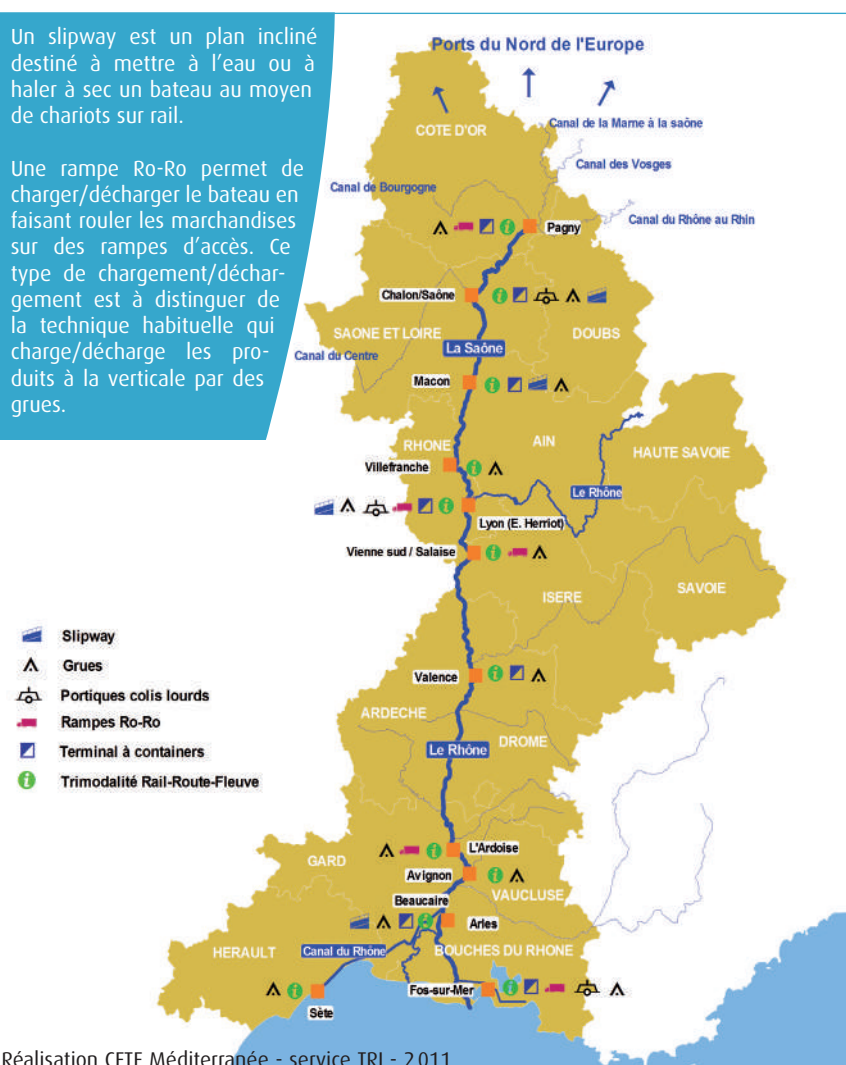 Un slipway est un plan incliné
destiné à mettre à l'eau ou à
haler à sec un bateau au moyen
de chariots sur rail.
Une rampe Ro-Ro permet de
charger/décharger le bateau en
faisant rouler les marchandises
sur des rampes d'accès. Ce
type de chargement/déchar-
gement est à distinguer de
la technique habituelle qui
charge/décharge les pro-
duits à la verticale par des
grues.
Ports du Nord de l'Europe
Canal de la Marne à la saône
COTE D'OR
Canal des Vosges
Canal de Bourgogne
Canal du Rhône au Rhin
Pagny
Chalon/Saône
SAONE ET LOIRE
DOUBS
La Saône
Canal du Centre
Macon
RHONE
AIN
HAUTE SAVOIE
Villefranche
Le Rhône
Lyon (E. Herriot)
Vienne sud / Salaise
ISERE
SAVOIE
Slipway
Grues
Portiques colis lourds
Rampes Ro-Ro
Terminal à containers
Trimodalité Rail-Route-Fleuve
Valence
ARDECHE
DROME
Le Rhône
L'Ardoise
GARD
Avignon
VAUCLUSE
Beaucaire
Arles
HERAULT
Canal du Rhône
BOUCHES DU RHONE
Fos-sur-Mer
Sète
Réalisation CETE Méditerranée - service TRI - 2011